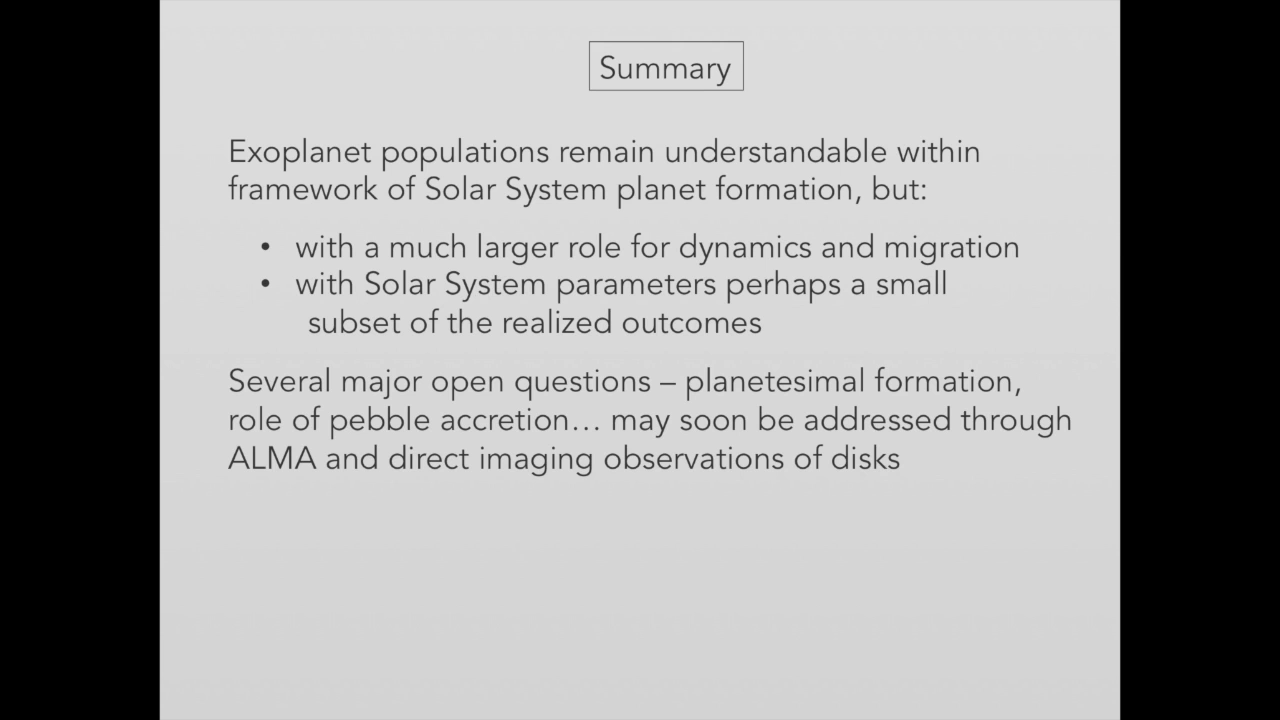 Summary
Exoplanet populations remain understandable within
framework of Solar System planet formation, but:
• with a much larger role for dynamics and migration
• with Solar System parameters perhaps a small
subset of the realized outcomes
Several major open questions – planetesimal formation,
role of pebble accretion… may soon be addressed through
ALMA and direct imaging observations of disks